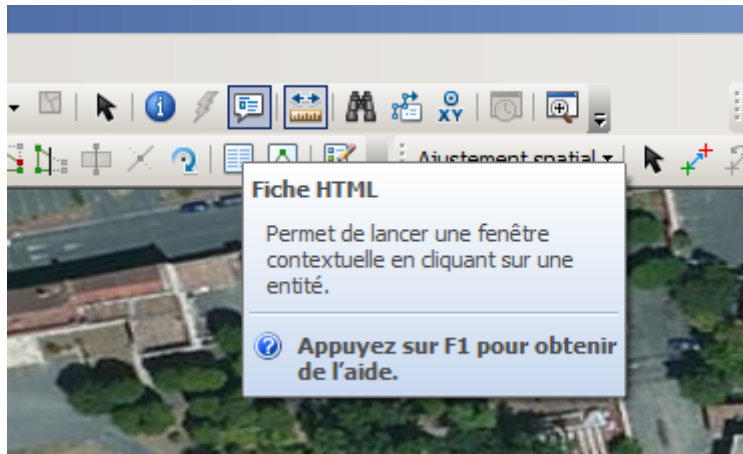 XY
Ajustement spatial
Fiche HTML
Permet de lancer une fenêtre
contextuelle en cliquant sur une
entité.
Appuyez sur F1 pour obtenir
de l'aide.